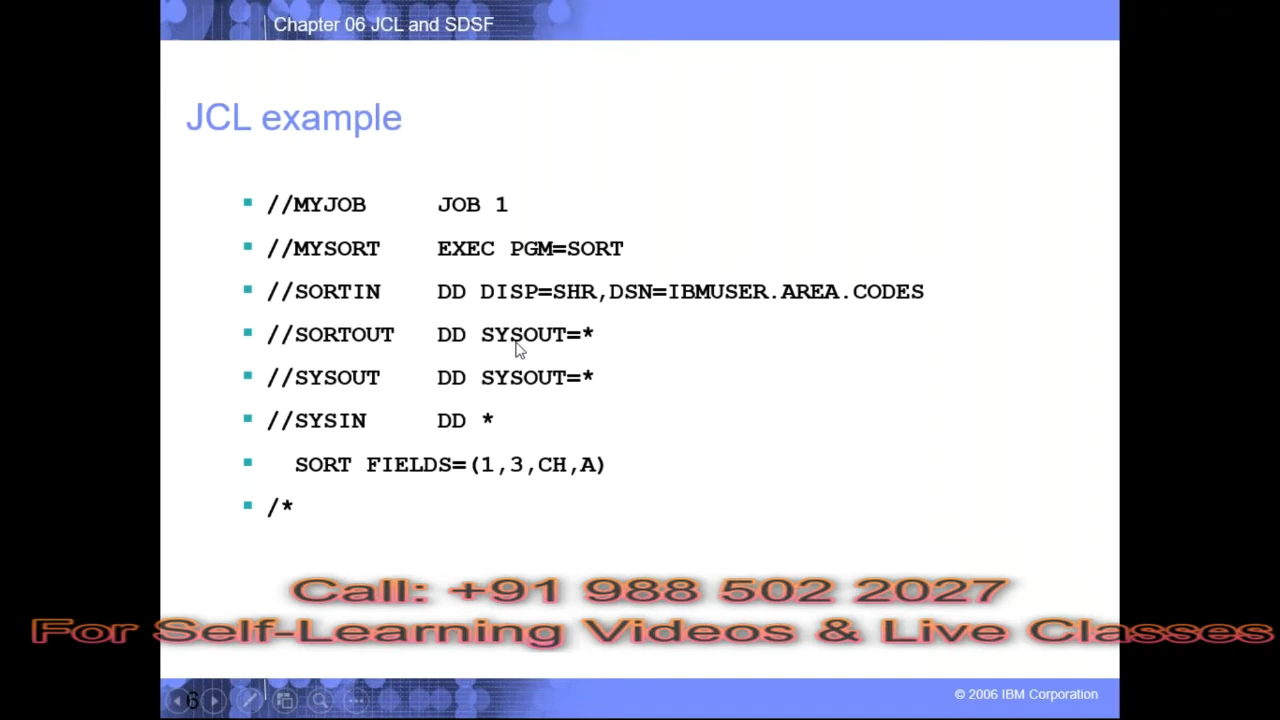 Chapter 06 JCL and SDSF
JCL example
//MYJOB JOB 1
//MYSORT EXEC PGM=SORT
//SORTIN DD DISP=SHR,DSN=IBMUSER.AREA.CODES
//SORTOUT DD SYSOUT=*
//SYSOUT DD SYSOUT=*
//SYSIN DD *
SORT FIELDS=(1,3,CH,A)
/*
Call: +91 988 502 2027
For Self-Learning Videos & Live Classes
6
© 2006 IBM Corporation